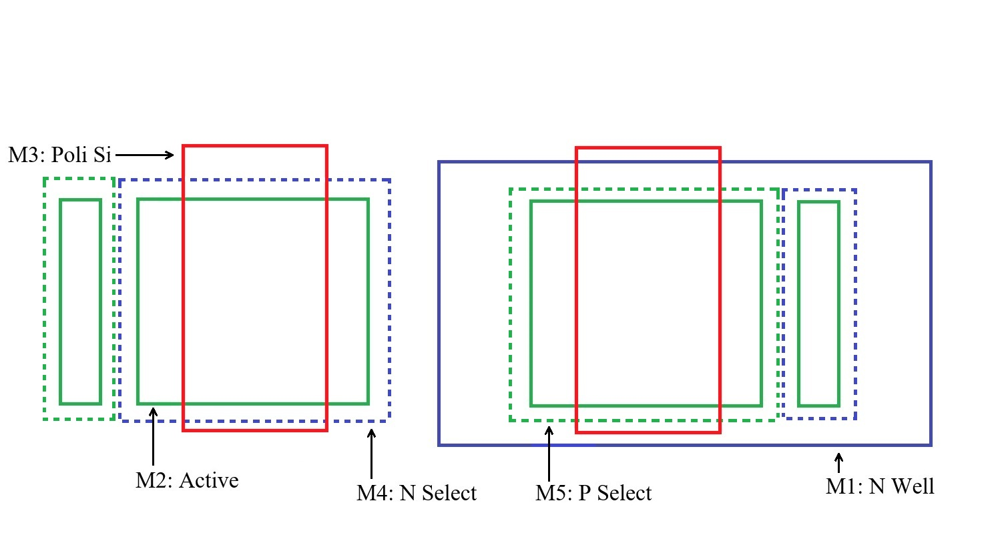 M3: Poli Si
M2: Active
M4: N Select
M5: P Select
M1: N Well